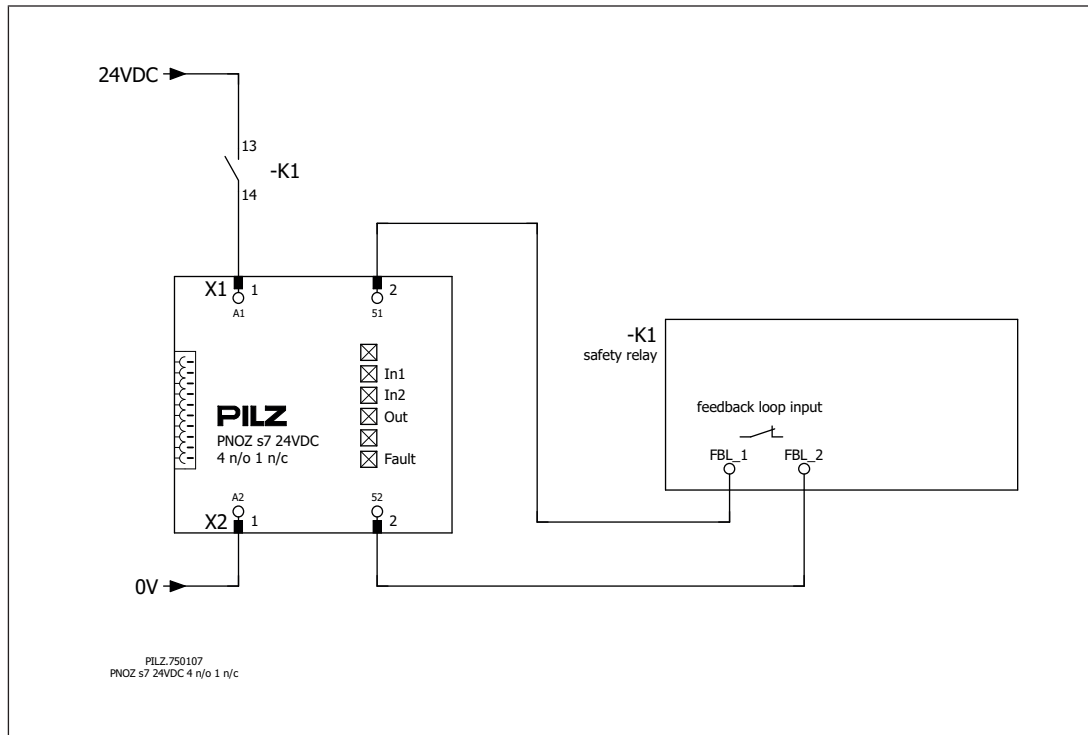 24VDC
13
-K1
14
X1 1 2
A1 51
-K1
safety relay
In1
In2
feedback loop input
PILZ
Out
PNOZ s7 24VDC
4 n/o 1 n/c
Fault
FBL_1 FBL_2
A2 52
X2 1 2
0V
PILZ.750107
PNOZ s7 24VDC 4 n/o 1 n/c